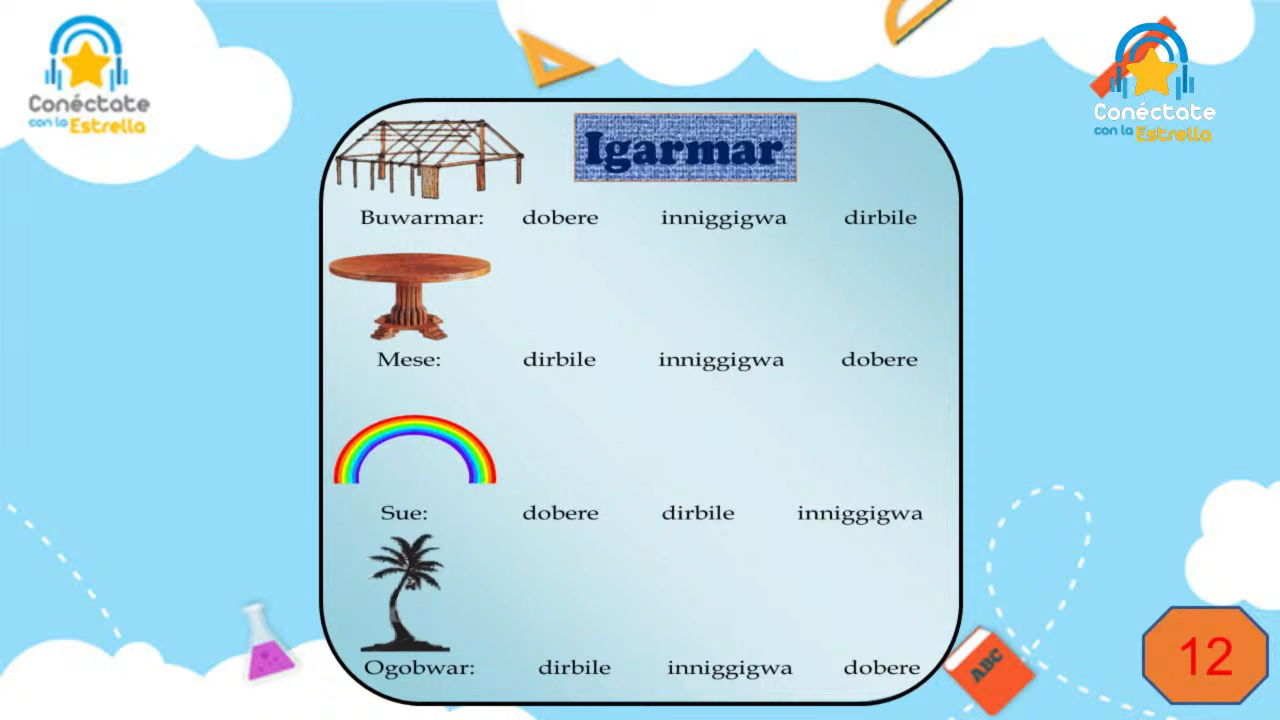 Conéctate
con la Estrella
Conéctate
con la Estrella
Igarmar
Buwarmar: dobere inniggigwa dirbile
Mese: dirbile inniggigwa dobere
Sue: dobere dirbile inniggigwa
Ogobwar: dirbile inniggigwa dobere
ABC
12